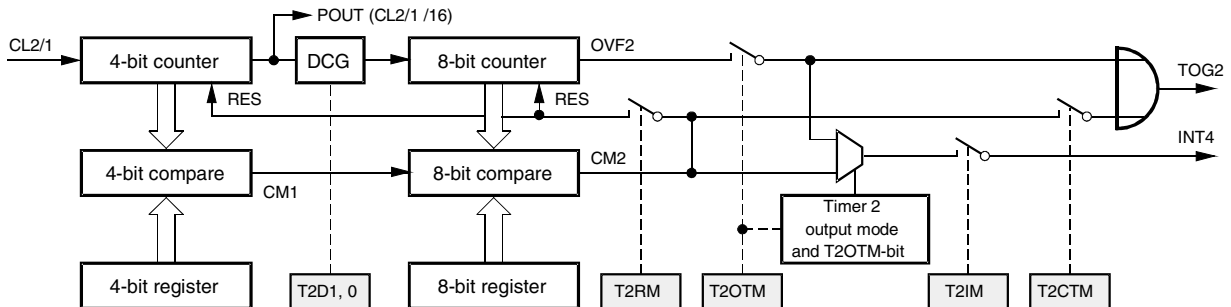 POUT (CL2/1 /16)
CL2/1
4-bit counter
DCG
8-bit counter
OVF2
TOG2
RES
RES
INT4
4-bit compare
CM1
8-bit compare
CM2
Timer 2
output mode
and T2OTM-bit
4-bit register
T2D1, 0
8-bit register
T2RM
T2OTM
T2IM
T2CTM